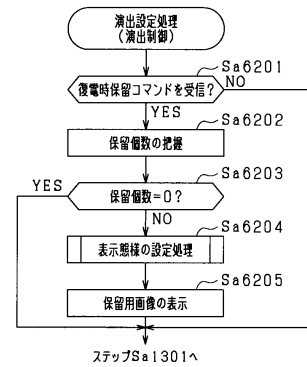 演出設定処理
(演出制御)
Sa6201
復電時保留コマンドを受信?
NO
YES
Sa6202
保留個数の把握
Sa6203
YES
保留個数=0?
NO
Sa6204
表示態様の設定処理
Sa6205
保留用画像の表示
ステップSa1301へ